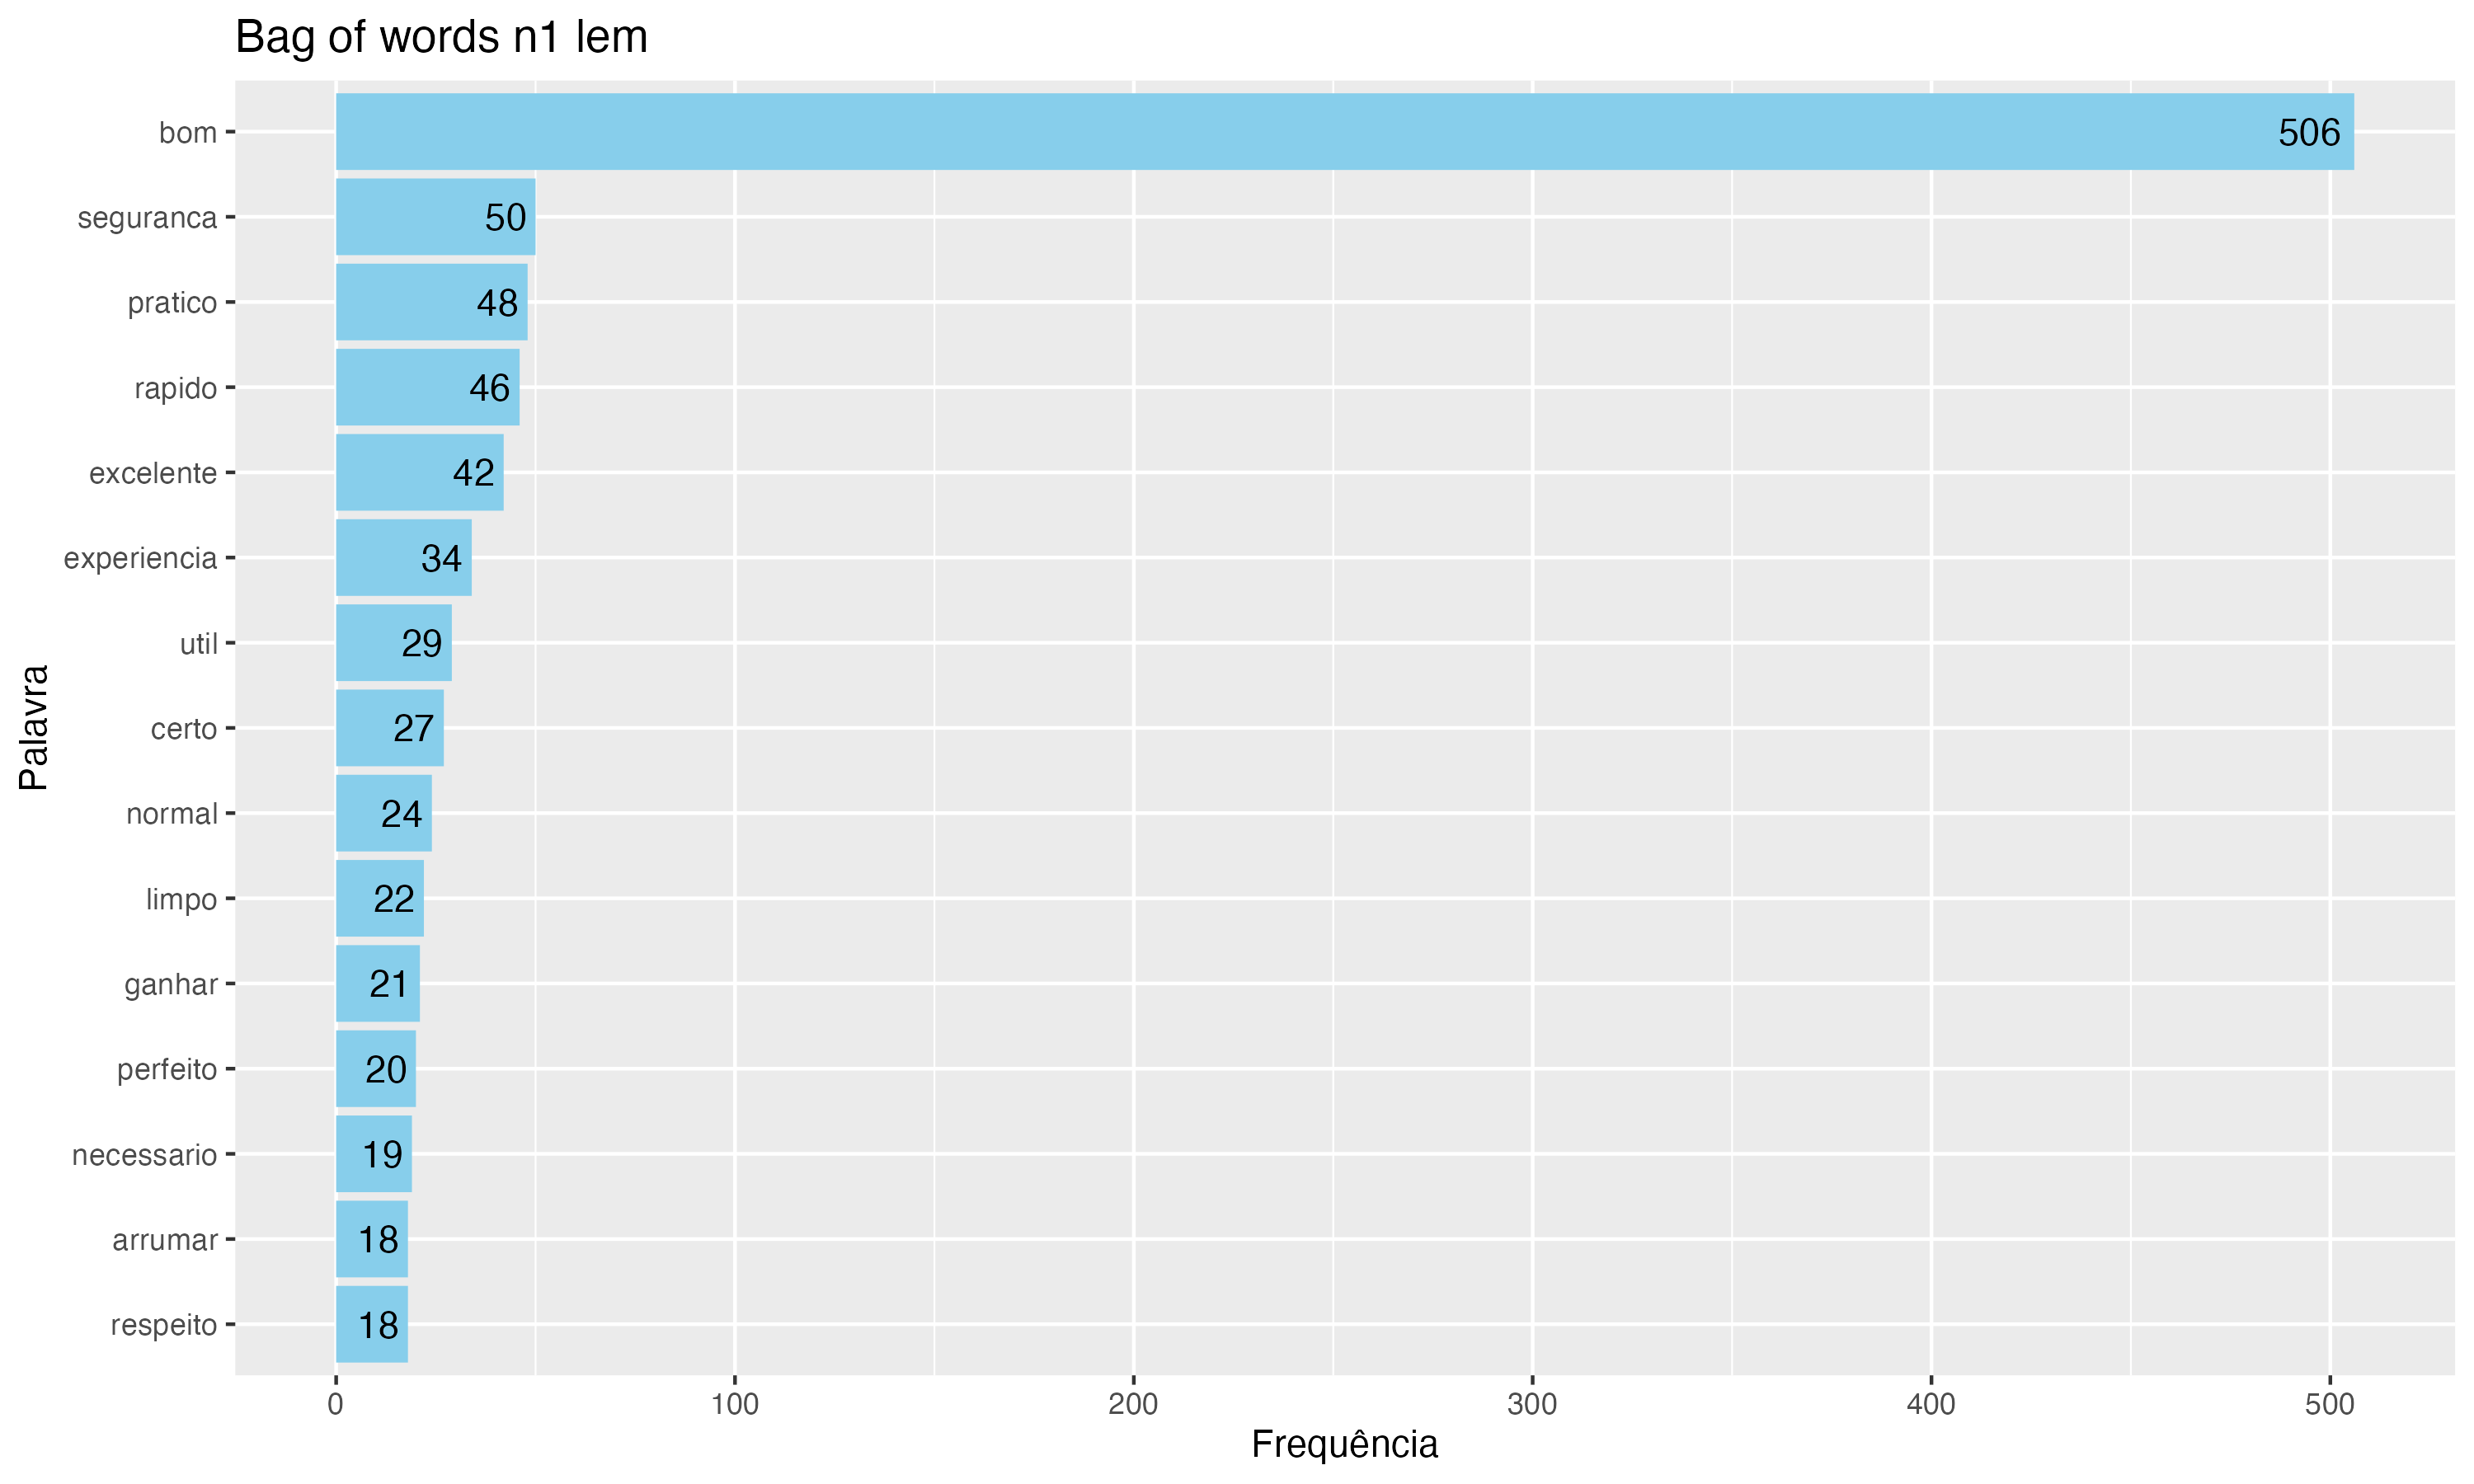 Bag of words n1 lem
bom 506
seguranca 50
pratico 48
rapido 46
excelente 42
experiencia 34
util 29
certo 27
normal 24
limpo 22
ganhar 21
perfeito 20
necessario 19
arrumar 18
respeito 18
Palavra
0 100 200 300 400 500
Frequência